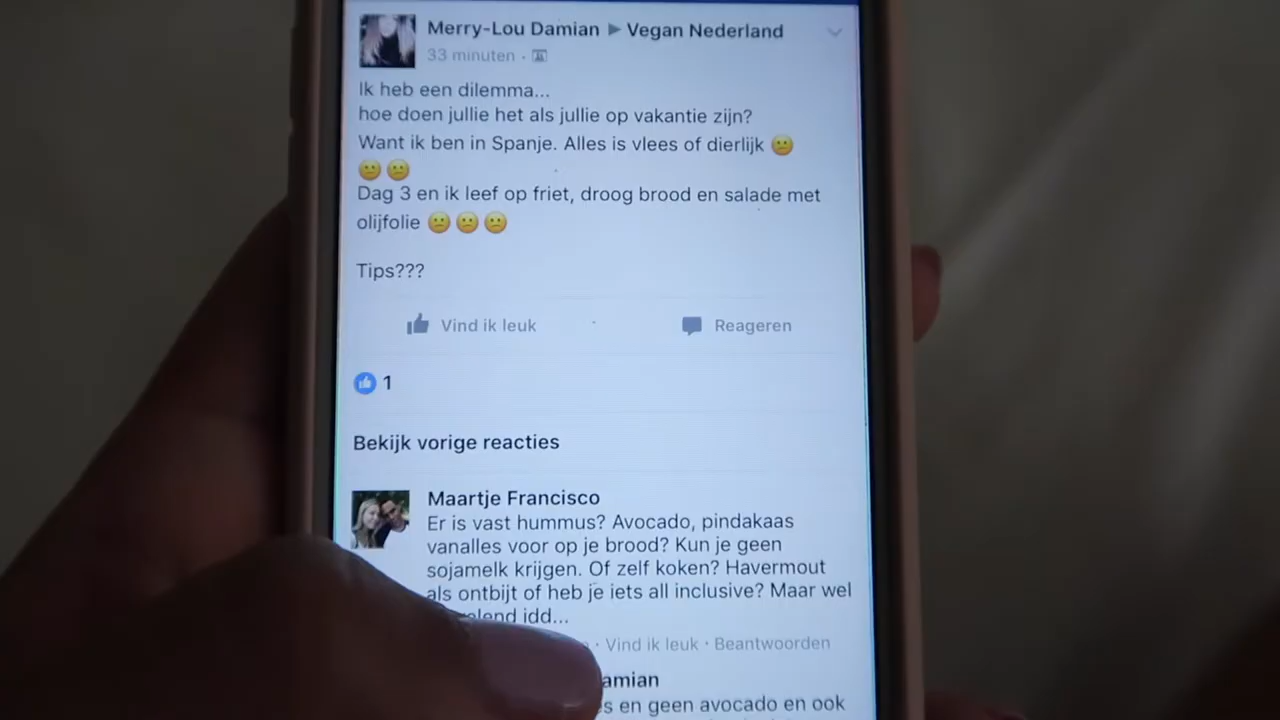 Merry-Lou Damian ▶ Vegan Nederland
33 minuten ·
Ik heb een dilemma...
hoe doen jullie het als jullie op vakantie zijn?
Want ik ben in Spanje. Alles is vlees of dierlijk 😕
😕😕
Dag 3 en ik leef op friet, droog brood en salade met
olijfolie 😕😕😕
Tips???
Vind ik leuk
Reageren
1
Bekijk vorige reacties
Maartje Francisco
Er is vast hummus? Avocado, pindakaas
vanalles voor op je brood? Kun je geen
sojamelk krijgen. Of zelf koken? Havermout
als ontbijt of heb je iets all inclusive? Maar wel
idd...
· Vind ik leuk · Beantwoorden
amian
en geen avocado en ook